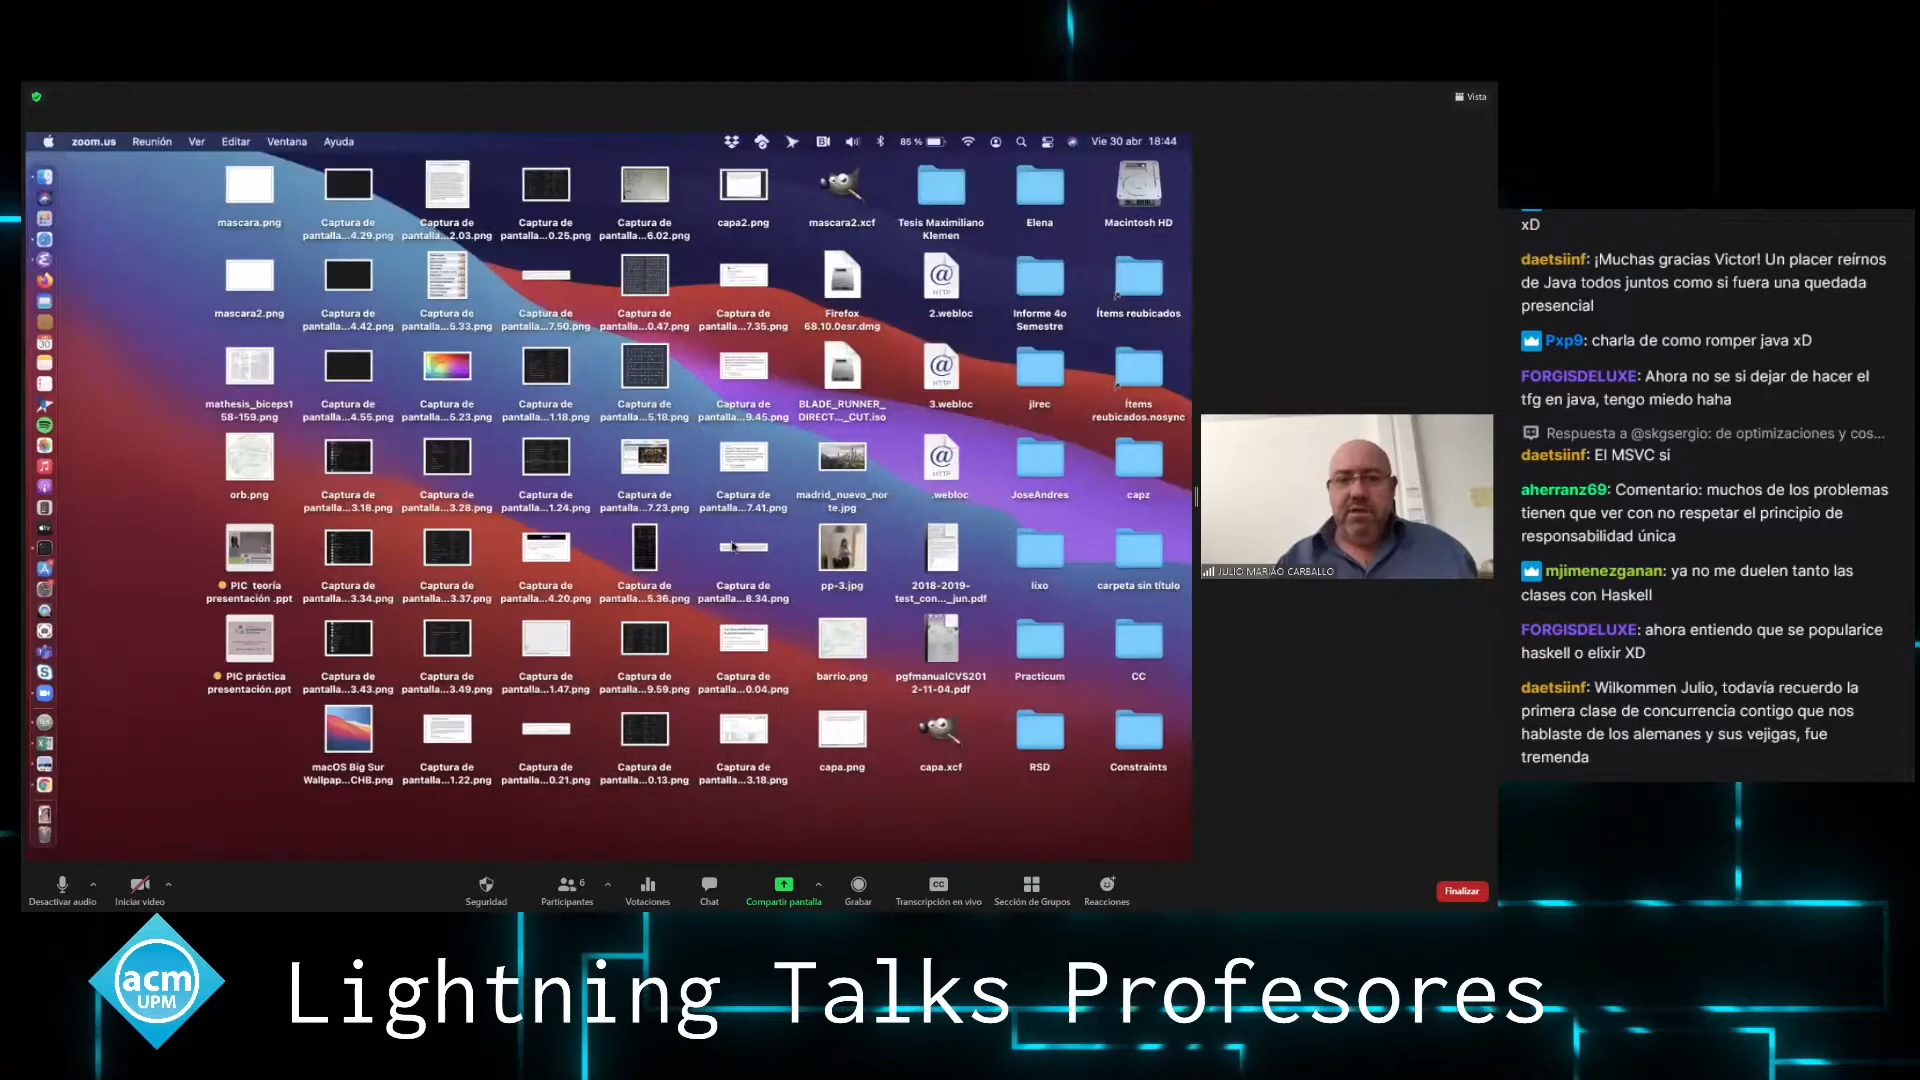 Vista
zoom.us Reunión Ver Editar Ventana Ayuda
85 % Vie 30 abr 18:44
mascara.png
Captura de
pantalla...4.29.png
Captura de
pantalla...2.03.png
Captura de
pantalla...0.25.png
Captura de
pantalla...6.02.png
capa2.png
mascara2.xcf
Tesis Maximiliano
Klemen
Elena
Macintosh HD
mascara2.png
Captura de
pantalla...4.42.png
Captura de
pantalla...5.33.png
Captura de
pantalla...7.50.png
Captura de
pantalla...0.47.png
Captura de
pantalla...7.35.png
Firefox
68.10.0esr.dmg
2.webloc
Informe 4o
Semestre
Ítems reubicados
mathesis_biceps1
58-159.png
Captura de
pantalla...4.55.png
Captura de
pantalla...5.23.png
Captura de
pantalla...1.18.png
Captura de
pantalla...5.18.png
Captura de
pantalla...9.45.png
BLADE_RUNNER_
DIRECT..._CUT.iso
3.webloc
jlrec
Ítems
reubicados.nosync
orb.png
Captura de
pantalla...3.18.png
Captura de
pantalla...3.28.png
Captura de
pantalla...1.24.png
Captura de
pantalla...7.23.png
Captura de
pantalla...7.41.png
madrid_nuevo_nor
te.jpg
.webloc
JoseAndres
capz
PIC teoría
presentación .ppt
Captura de
pantalla...3.34.png
Captura de
pantalla...3.37.png
Captura de
pantalla...4.20.png
Captura de
pantalla...5.36.png
Captura de
pantalla...8.34.png
pp-3.jpg
2018-2019-
test_con..._jun.pdf
lixo
carpeta sin título
PIC práctica
presentación.ppt
Captura de
pantalla...3.43.png
Captura de
pantalla...3.49.png
Captura de
pantalla...1.47.png
Captura de
pantalla...9.59.png
Captura de
pantalla...0.04.png
barrio.png
pgfmanualCVS201
2-11-04.pdf
Practicum
CC
macOS Big Sur
Wallpap...CHB.png
Captura de
pantalla...1.22.png
Captura de
pantalla...0.21.png
Captura de
pantalla...0.13.png
Captura de
pantalla...3.18.png
capa.png
capa.xcf
RSD
Constraints
JULIO MARIÑO CARBALLO
xD
daetsiinf: ¡Muchas gracias Victor! Un placer reírnos
de Java todos juntos como si fuera una quedada
presencial
Pxp9: charla de como romper java xD
FORGISDELUXE: Ahora no se si dejar de hacer el
tfg en java, tengo miedo haha
Respuesta a @skgsergio: de optimizaciones y cos...
daetsiinf: El MSVC si
aherranz69: Comentario: muchos de los problemas
tienen que ver con no respetar el principio de
responsabilidad única
mjimenezganan: ya no me duelen tanto las
clases con Haskell
FORGISDELUXE: ahora entiendo que se popularice
haskell o elixir XD
daetsiinf: Wilkommen Julio, todavía recuerdo la
primera clase de concurrencia contigo que nos
hablaste de los alemanes y sus vejigas, fue
tremenda
Desactivar audio
Iniciar video
Seguridad
6
Participantes
Votaciones
Chat
Compartir pantalla
Grabar
CC
Transcripción en vivo
Sección de Grupos
Reacciones
Finalizar
acm
UPM
Lightning Talks Profesores